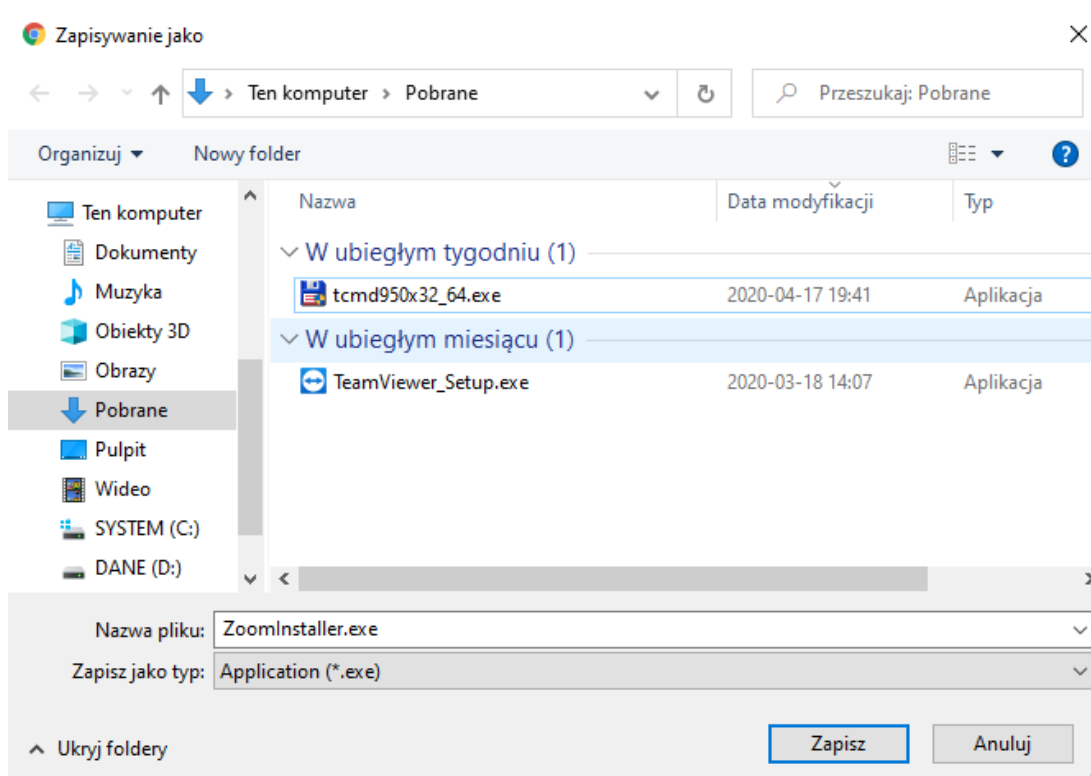 Zapisywanie jako
Ten komputer > Pobrane
Przeszukaj: Pobrane
Organizuj
Nowy folder
Ten komputer
Dokumenty
Muzyka
Obiekty 3D
Obrazy
Pobrane
Pulpit
Wideo
SYSTEM (C:)
DANE (D:)
Nazwa Data modyfikacji Typ
W ubiegłym tygodniu (1)
tcmd950x32_64.exe 2020-04-17 19:41 Aplikacja
W ubiegłym miesiącu (1)
TeamViewer_Setup.exe 2020-03-18 14:07 Aplikacja
Nazwa pliku: ZoomInstaller.exe
Zapisz jako typ: Application (*.exe)
Ukryj foldery
Zapisz
Anuluj